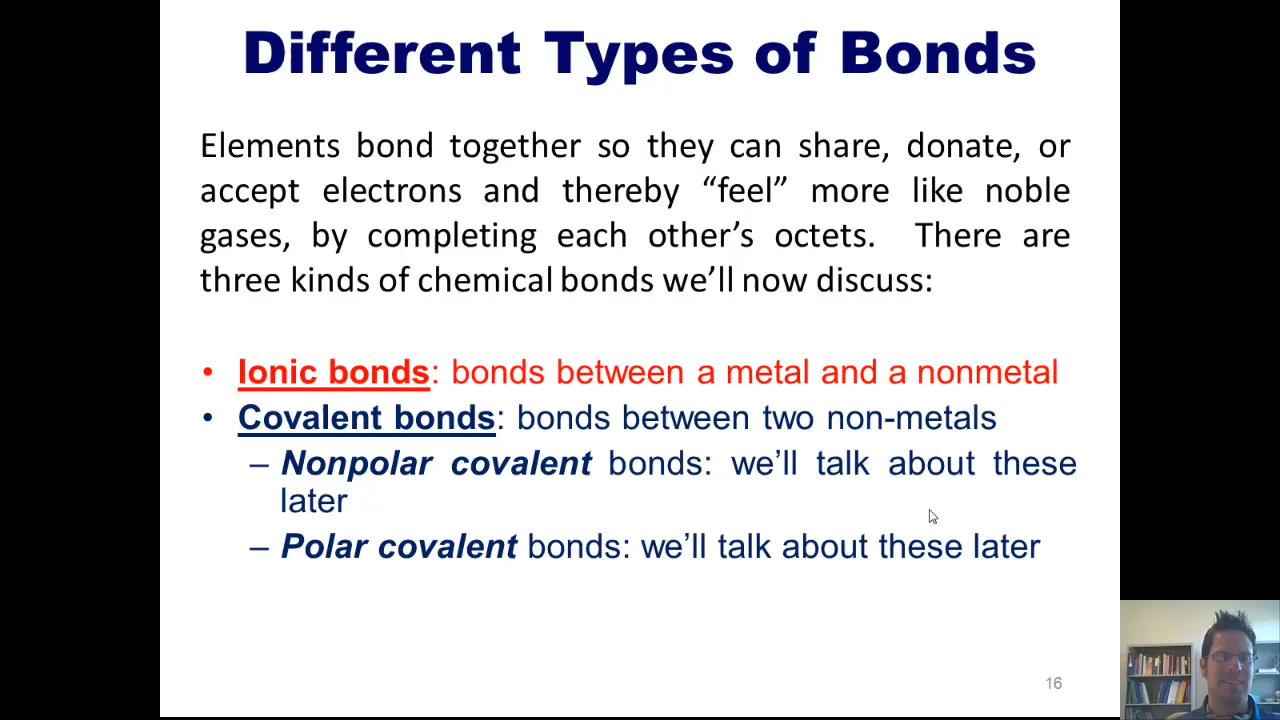 Different Types of Bonds
Elements bond together so they can share, donate, or
accept electrons and thereby “feel” more like noble
gases, by completing each other’s octets. There are
three kinds of chemical bonds we’ll now discuss:
• Ionic bonds: bonds between a metal and a nonmetal
• Covalent bonds: bonds between two non-metals
– Nonpolar covalent bonds: we’ll talk about these
later
– Polar covalent bonds: we’ll talk about these later
16